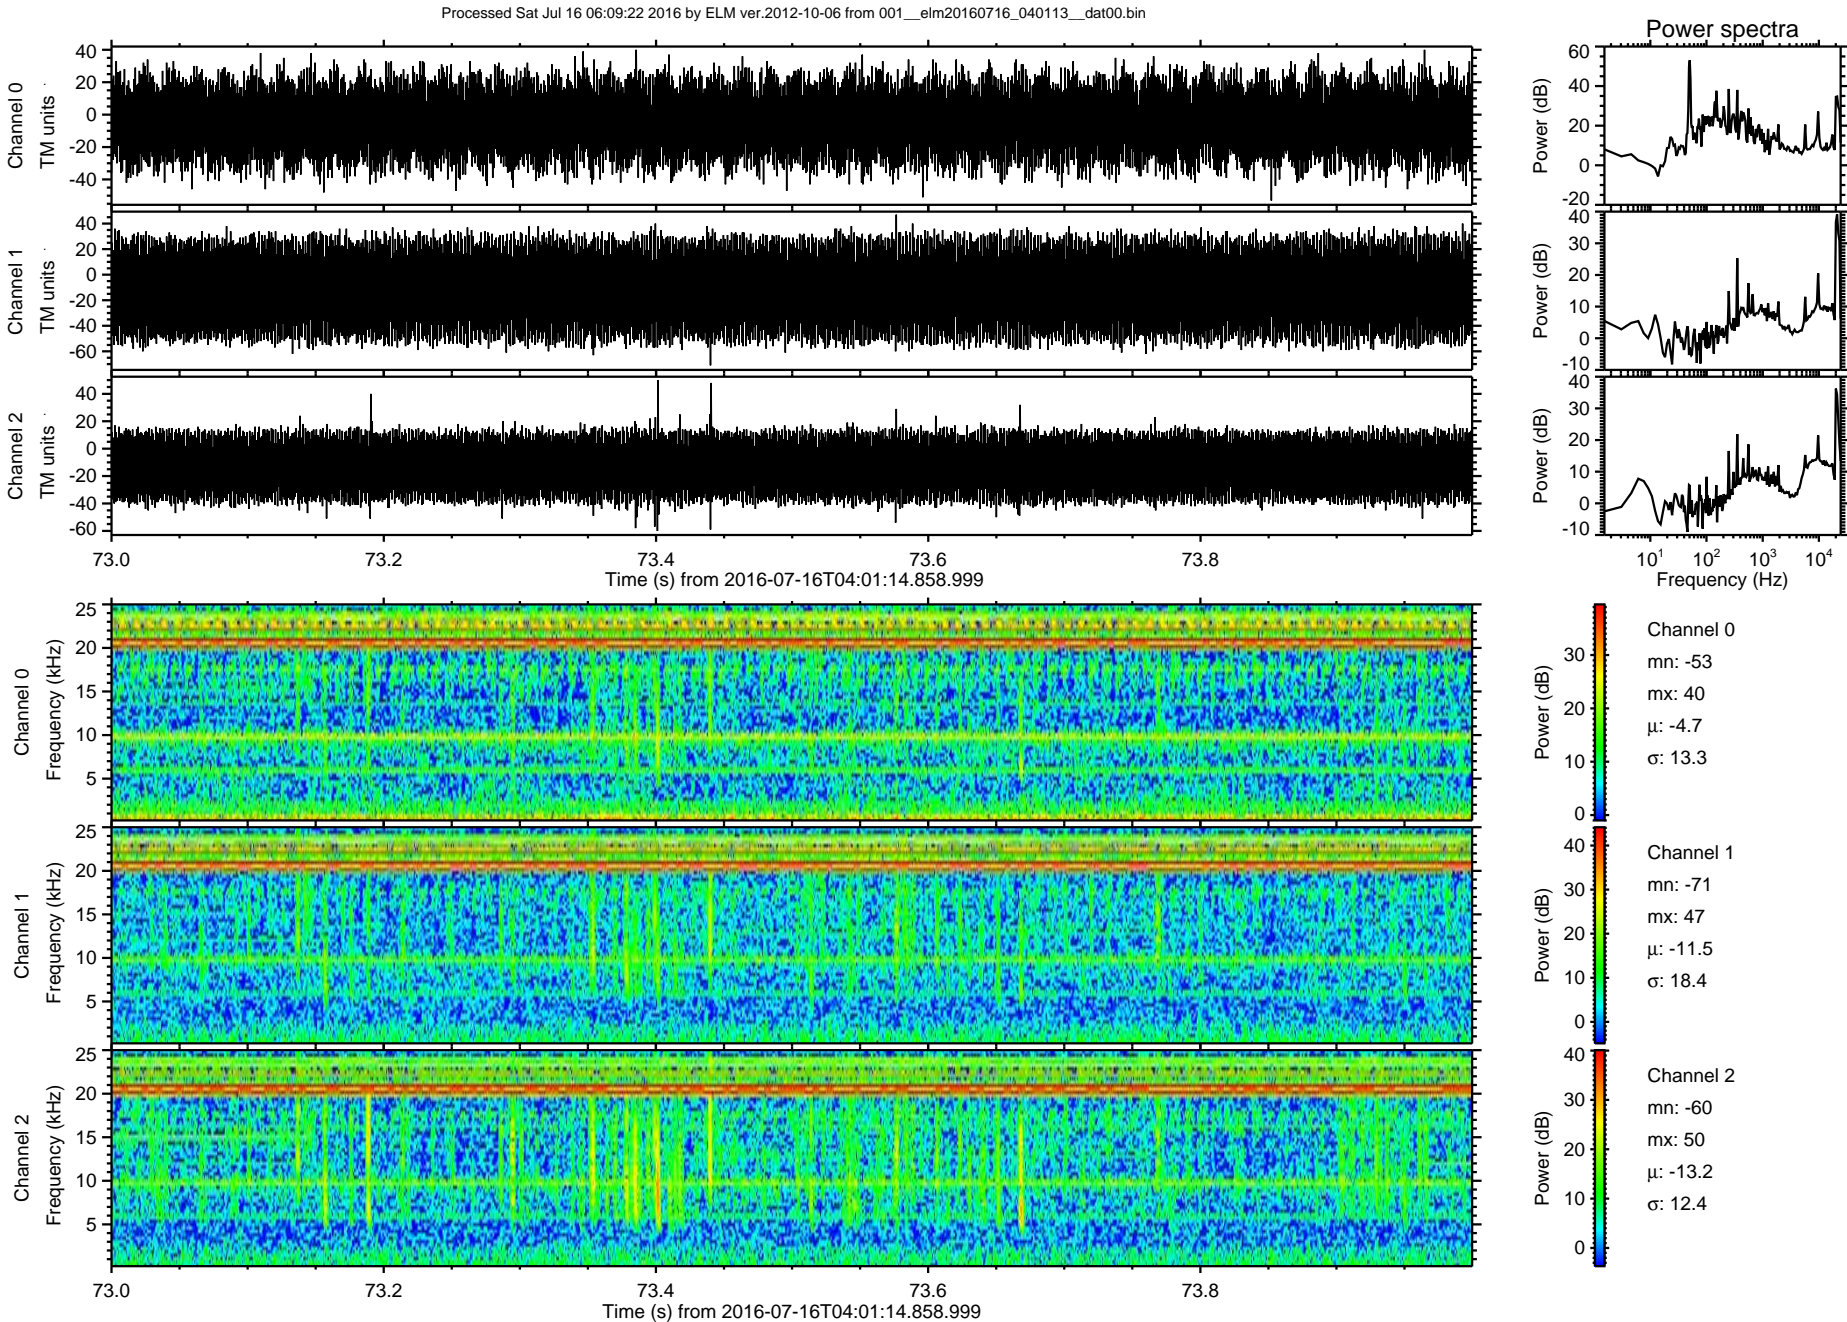 Processed Sat Jul 16 06:09:22 2016 by ELM ver.2012-10-06 from 001__elm20160716_040113__dat00.bin
Power spectra
Channel 0
TM units
40
20
0
-20
-40
Power (dB)
60
40
20
0
-20
Channel 1
TM units
40
20
0
-20
-40
-60
Power (dB)
40
30
20
10
0
-10
Channel 2
TM units
40
20
0
-20
-40
-60
Power (dB)
40
30
20
10
0
-10
73.0 73.2 73.4 73.6 73.8
Time (s) from 2016-07-16T04:01:14.858.999
10^1 10^2 10^3 10^4
Frequency (Hz)
Channel 0
Frequency (kHz)
25
20
15
10
5
Power (dB)
30
20
10
0
Channel 0
mn: -53
mx: 40
μ: -4.7
σ: 13.3
Channel 1
Frequency (kHz)
25
20
15
10
5
Power (dB)
40
30
20
10
0
Channel 1
mn: -71
mx: 47
μ: -11.5
σ: 18.4
Channel 2
Frequency (kHz)
25
20
15
10
5
Power (dB)
40
30
20
10
0
Channel 2
mn: -60
mx: 50
μ: -13.2
σ: 12.4
73.0 73.2 73.4 73.6 73.8
Time (s) from 2016-07-16T04:01:14.858.999